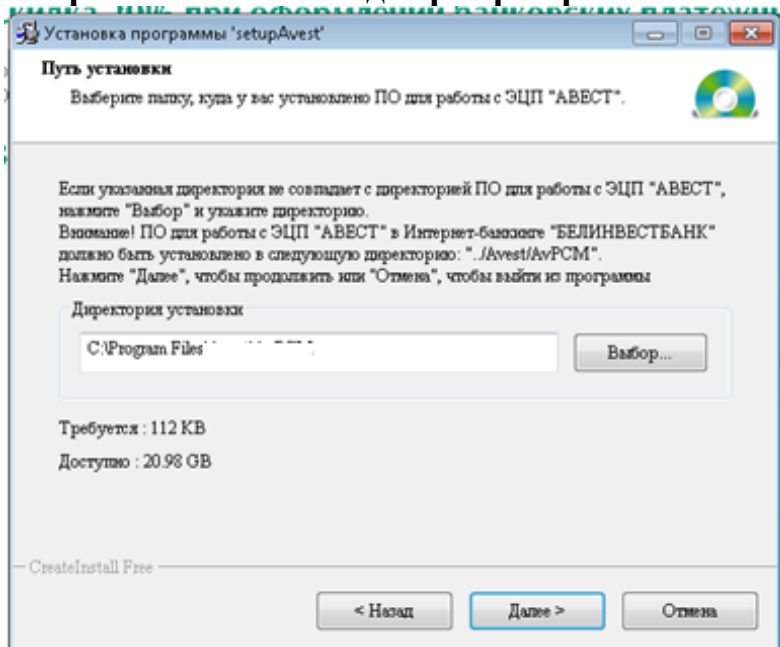 Установка программы 'setupAvest'
Путь установки
Выберите папку, куда у вас установлено ПО для работы с ЭЦП "АВЕСТ".
Если указанная директория не совпадает с директорией ПО для работы с ЭЦП "АВЕСТ",
нажмите "Выбор" и укажите директорию.
Внимание! ПО для работы с ЭЦП "АВЕСТ" в Интернет-банкинге "БЕЛИНВЕСТБАНК"
должно быть установлено в следующую директорию: "../Avest/AvPCM".
Нажмите "Далее", чтобы продолжить или "Отмена", чтобы выйти из программы
Директория установки
C:\Program Files
Выбор...
Требуется : 112 KB
Доступно : 20.98 GB
CreateInstall Free
< Назад
Далее >
Отмена